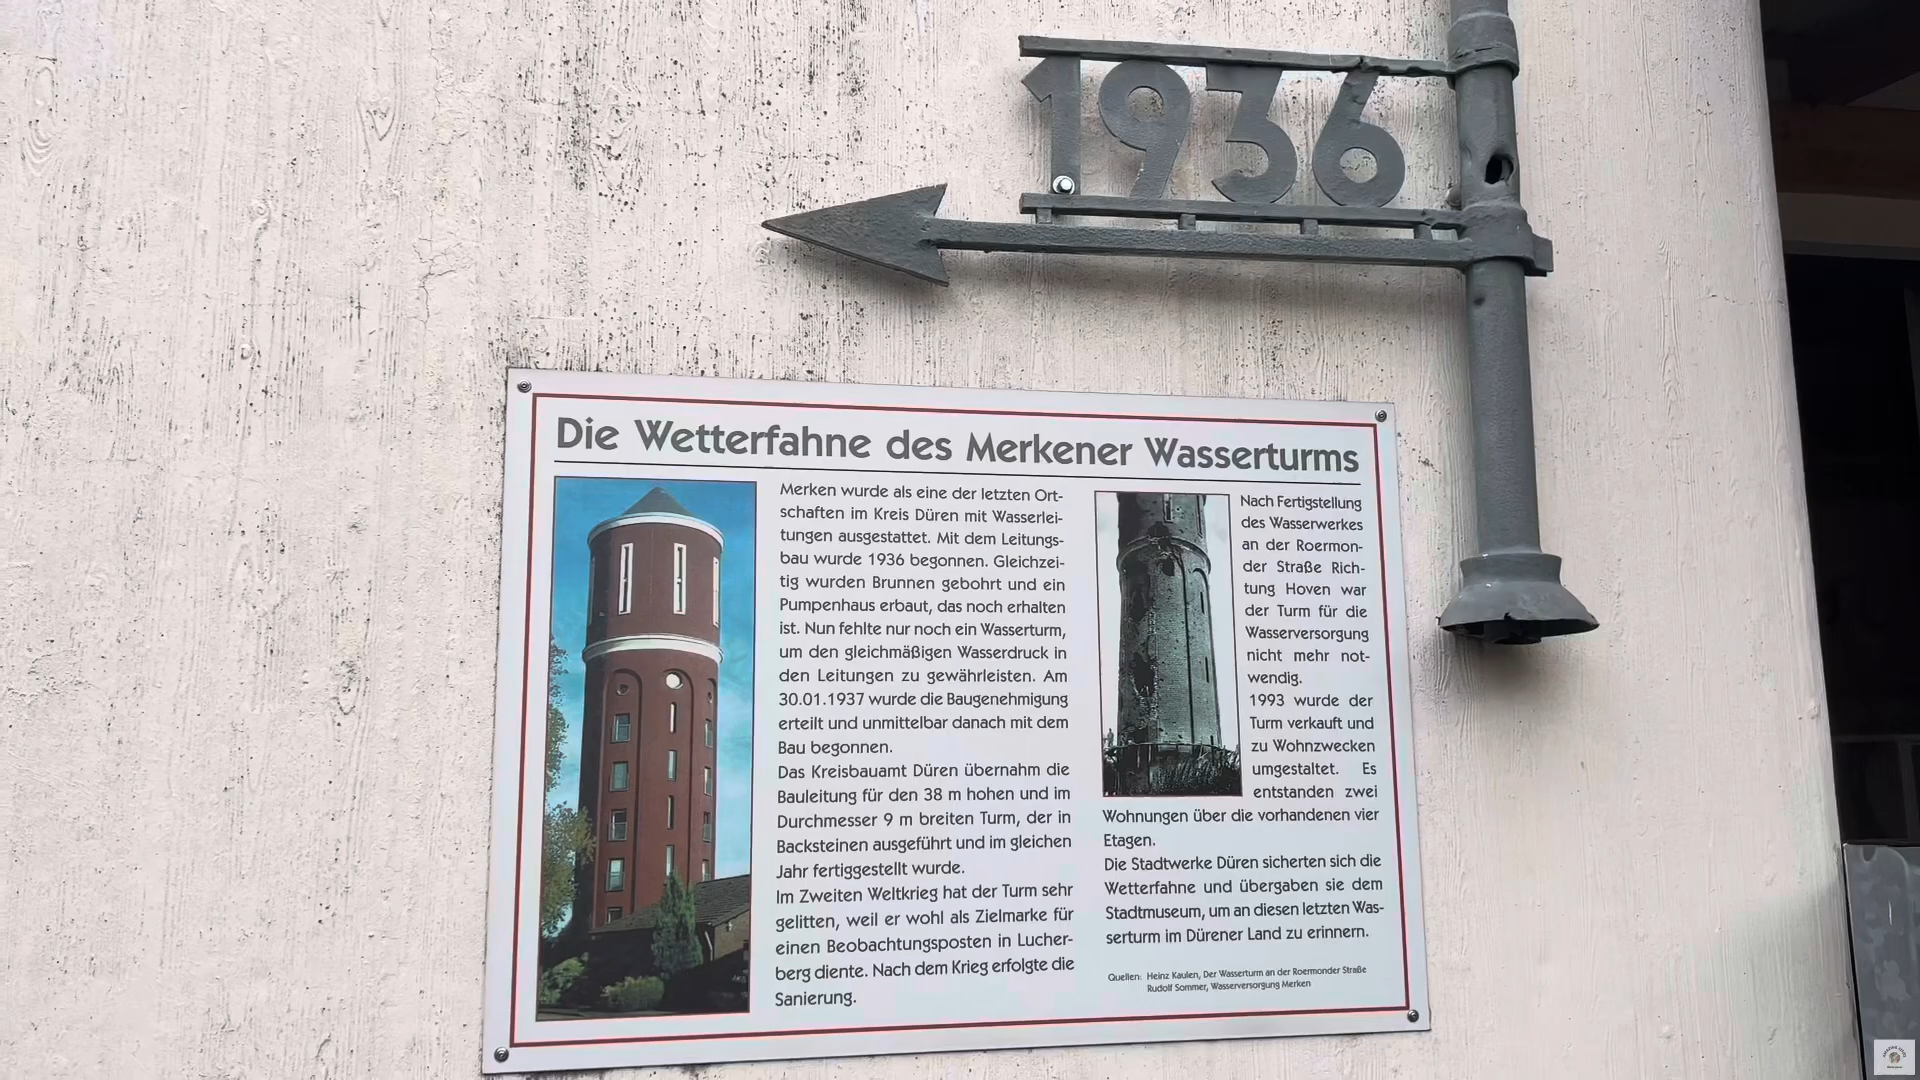 1936
Die Wetterfahne des Merkener Wasserturms
Merken wurde als eine der letzten Ort-
schaften im Kreis Düren mit Wasserlei-
tungen ausgestattet. Mit dem Leitungs-
bau wurde 1936 begonnen. Gleichzei-
tig wurden Brunnen gebohrt und ein
Pumpenhaus erbaut, das noch erhalten
ist. Nun fehlte nur noch ein Wasserturm,
um den gleichmäßigen Wasserdruck in
den Leitungen zu gewährleisten. Am
30.01.1937 wurde die Baugenehmigung
erteilt und unmittelbar danach mit dem
Bau begonnen.
Das Kreisbauamt Düren übernahm die
Bauleitung für den 38 m hohen und im
Durchmesser 9 m breiten Turm, der in
Backsteinen ausgeführt und im gleichen
Jahr fertiggestellt wurde.
Im Zweiten Weltkrieg hat der Turm sehr
gelitten, weil er wohl als Zielmarke für
einen Beobachtungsposten in Lucher-
berg diente. Nach dem Krieg erfolgte die
Sanierung.
Nach Fertigstellung
des Wasserwerkes
an der Roermon-
der Straße Rich-
tung Hoven war
der Turm für die
Wasserversorgung
nicht mehr not-
wendig.
1993 wurde der
Turm verkauft und
zu Wohnzwecken
umgestaltet. Es
entstanden zwei
Wohnungen über die vorhandenen vier
Etagen.
Die Stadtwerke Düren sicherten sich die
Wetterfahne und übergaben sie dem
Stadtmuseum, um an diesen letzten Was-
serturm im Dürener Land zu erinnern.
Quellen: Heinz Kaulen, Der Wasserturm an der Roermonder Straße
Rudolf Sommer, Wasserversorgung Merken